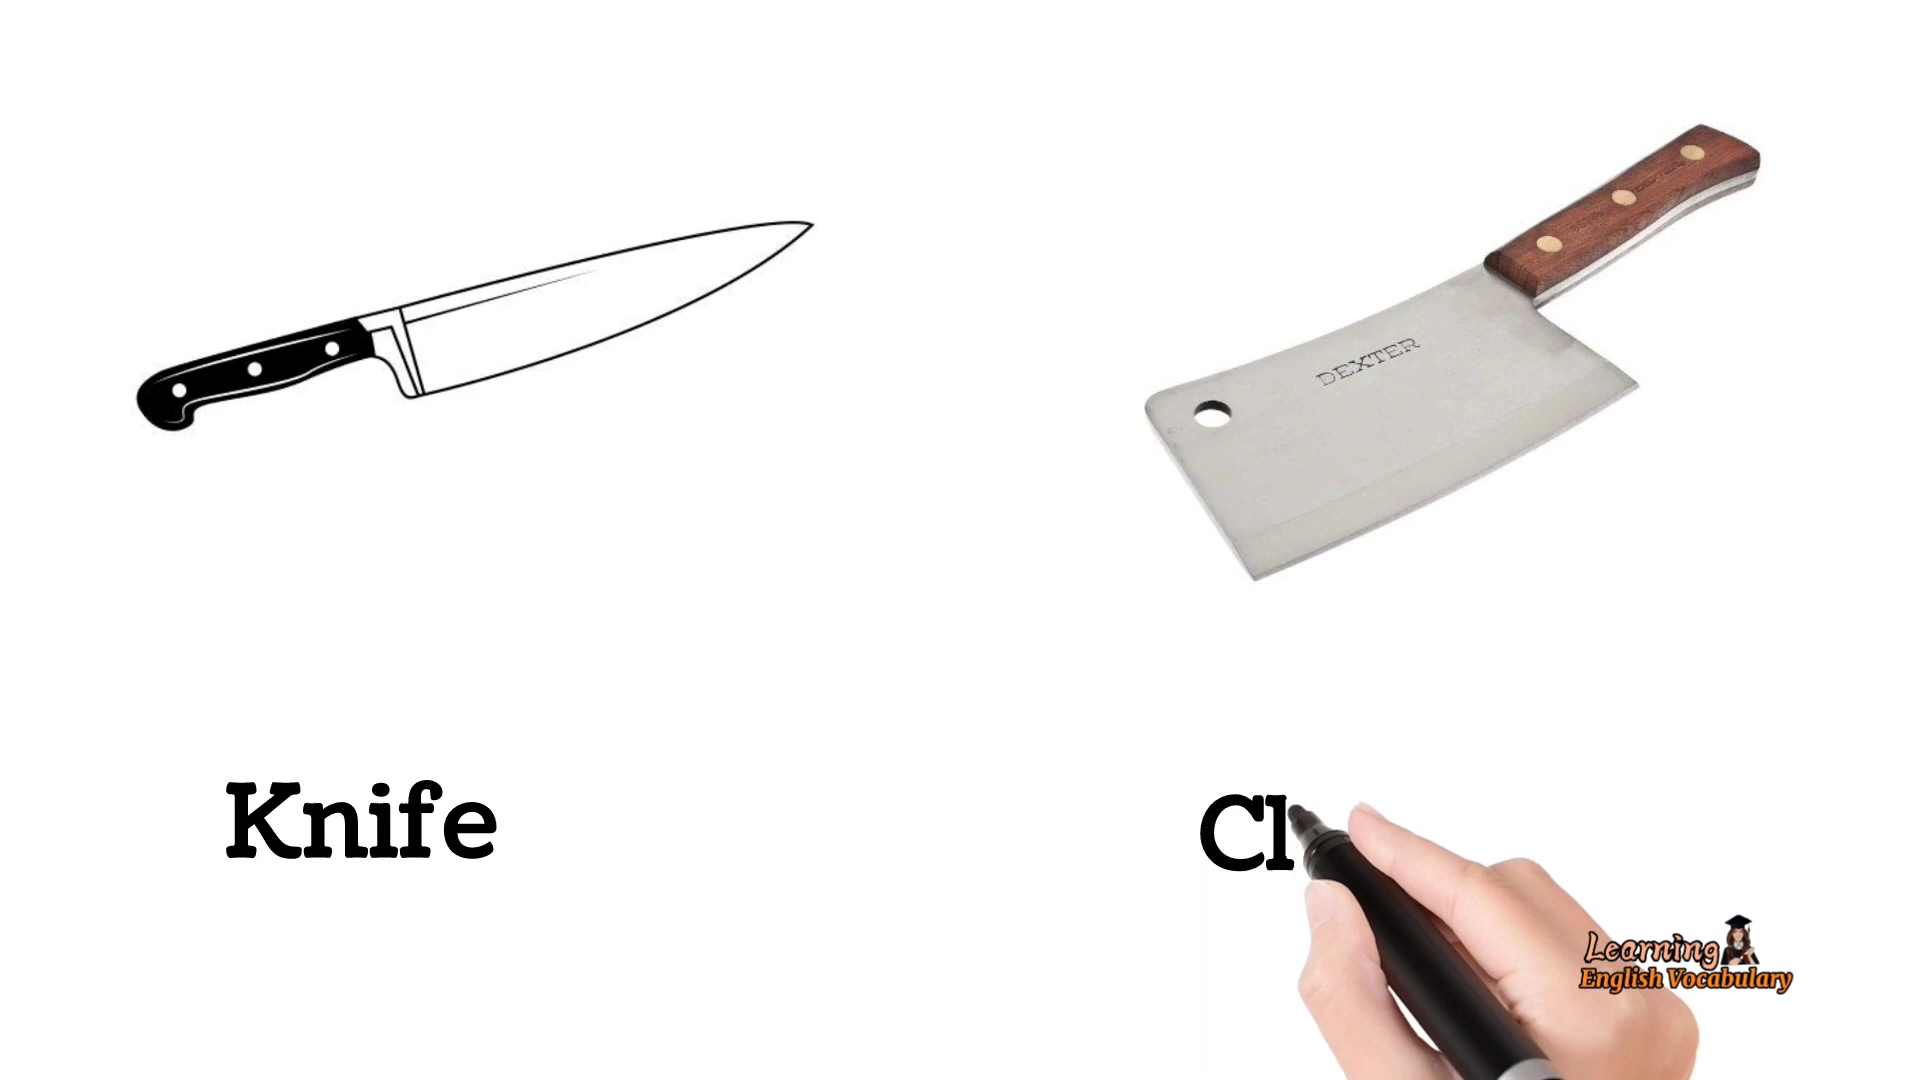 DEXTER
Knife
Cl
Learning
English Vocabulary